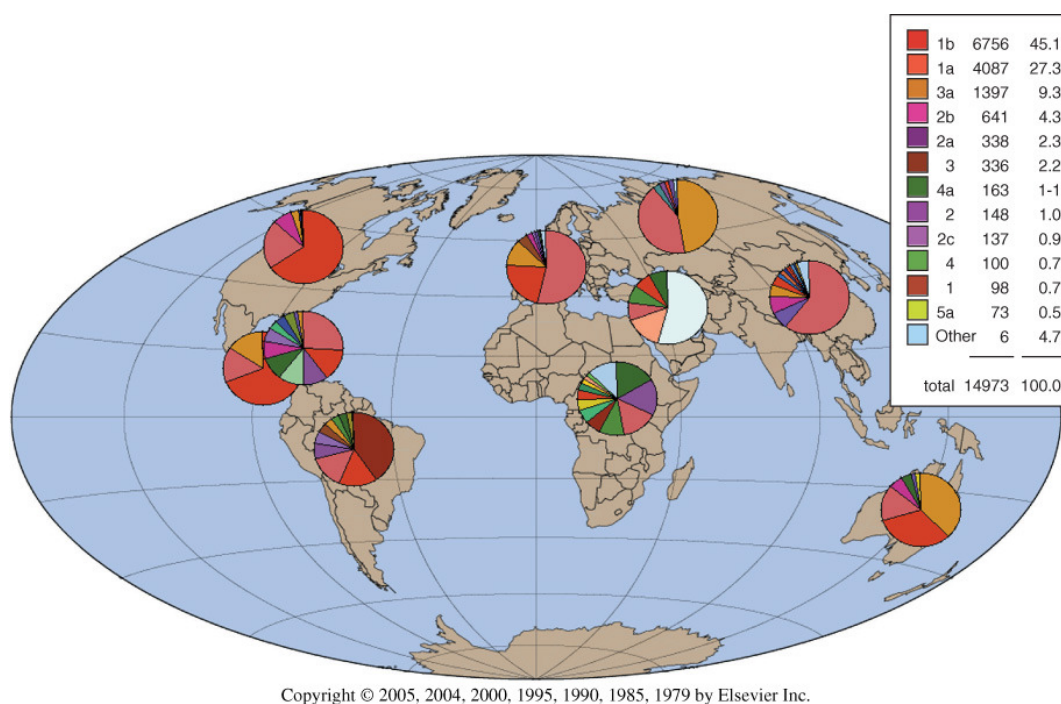 1b 6756 45.1
1a 4087 27.3
3a 1397 9.3
2b 641 4.3
2a 338 2.3
3 336 2.2
4a 163 1-1
2 148 1.0
2c 137 0.9
4 100 0.7
1 98 0.7
5a 73 0.5
Other 6 4.7
total 14973 100.0
Copyright © 2005, 2004, 2000, 1995, 1990, 1985, 1979 by Elsevier Inc.